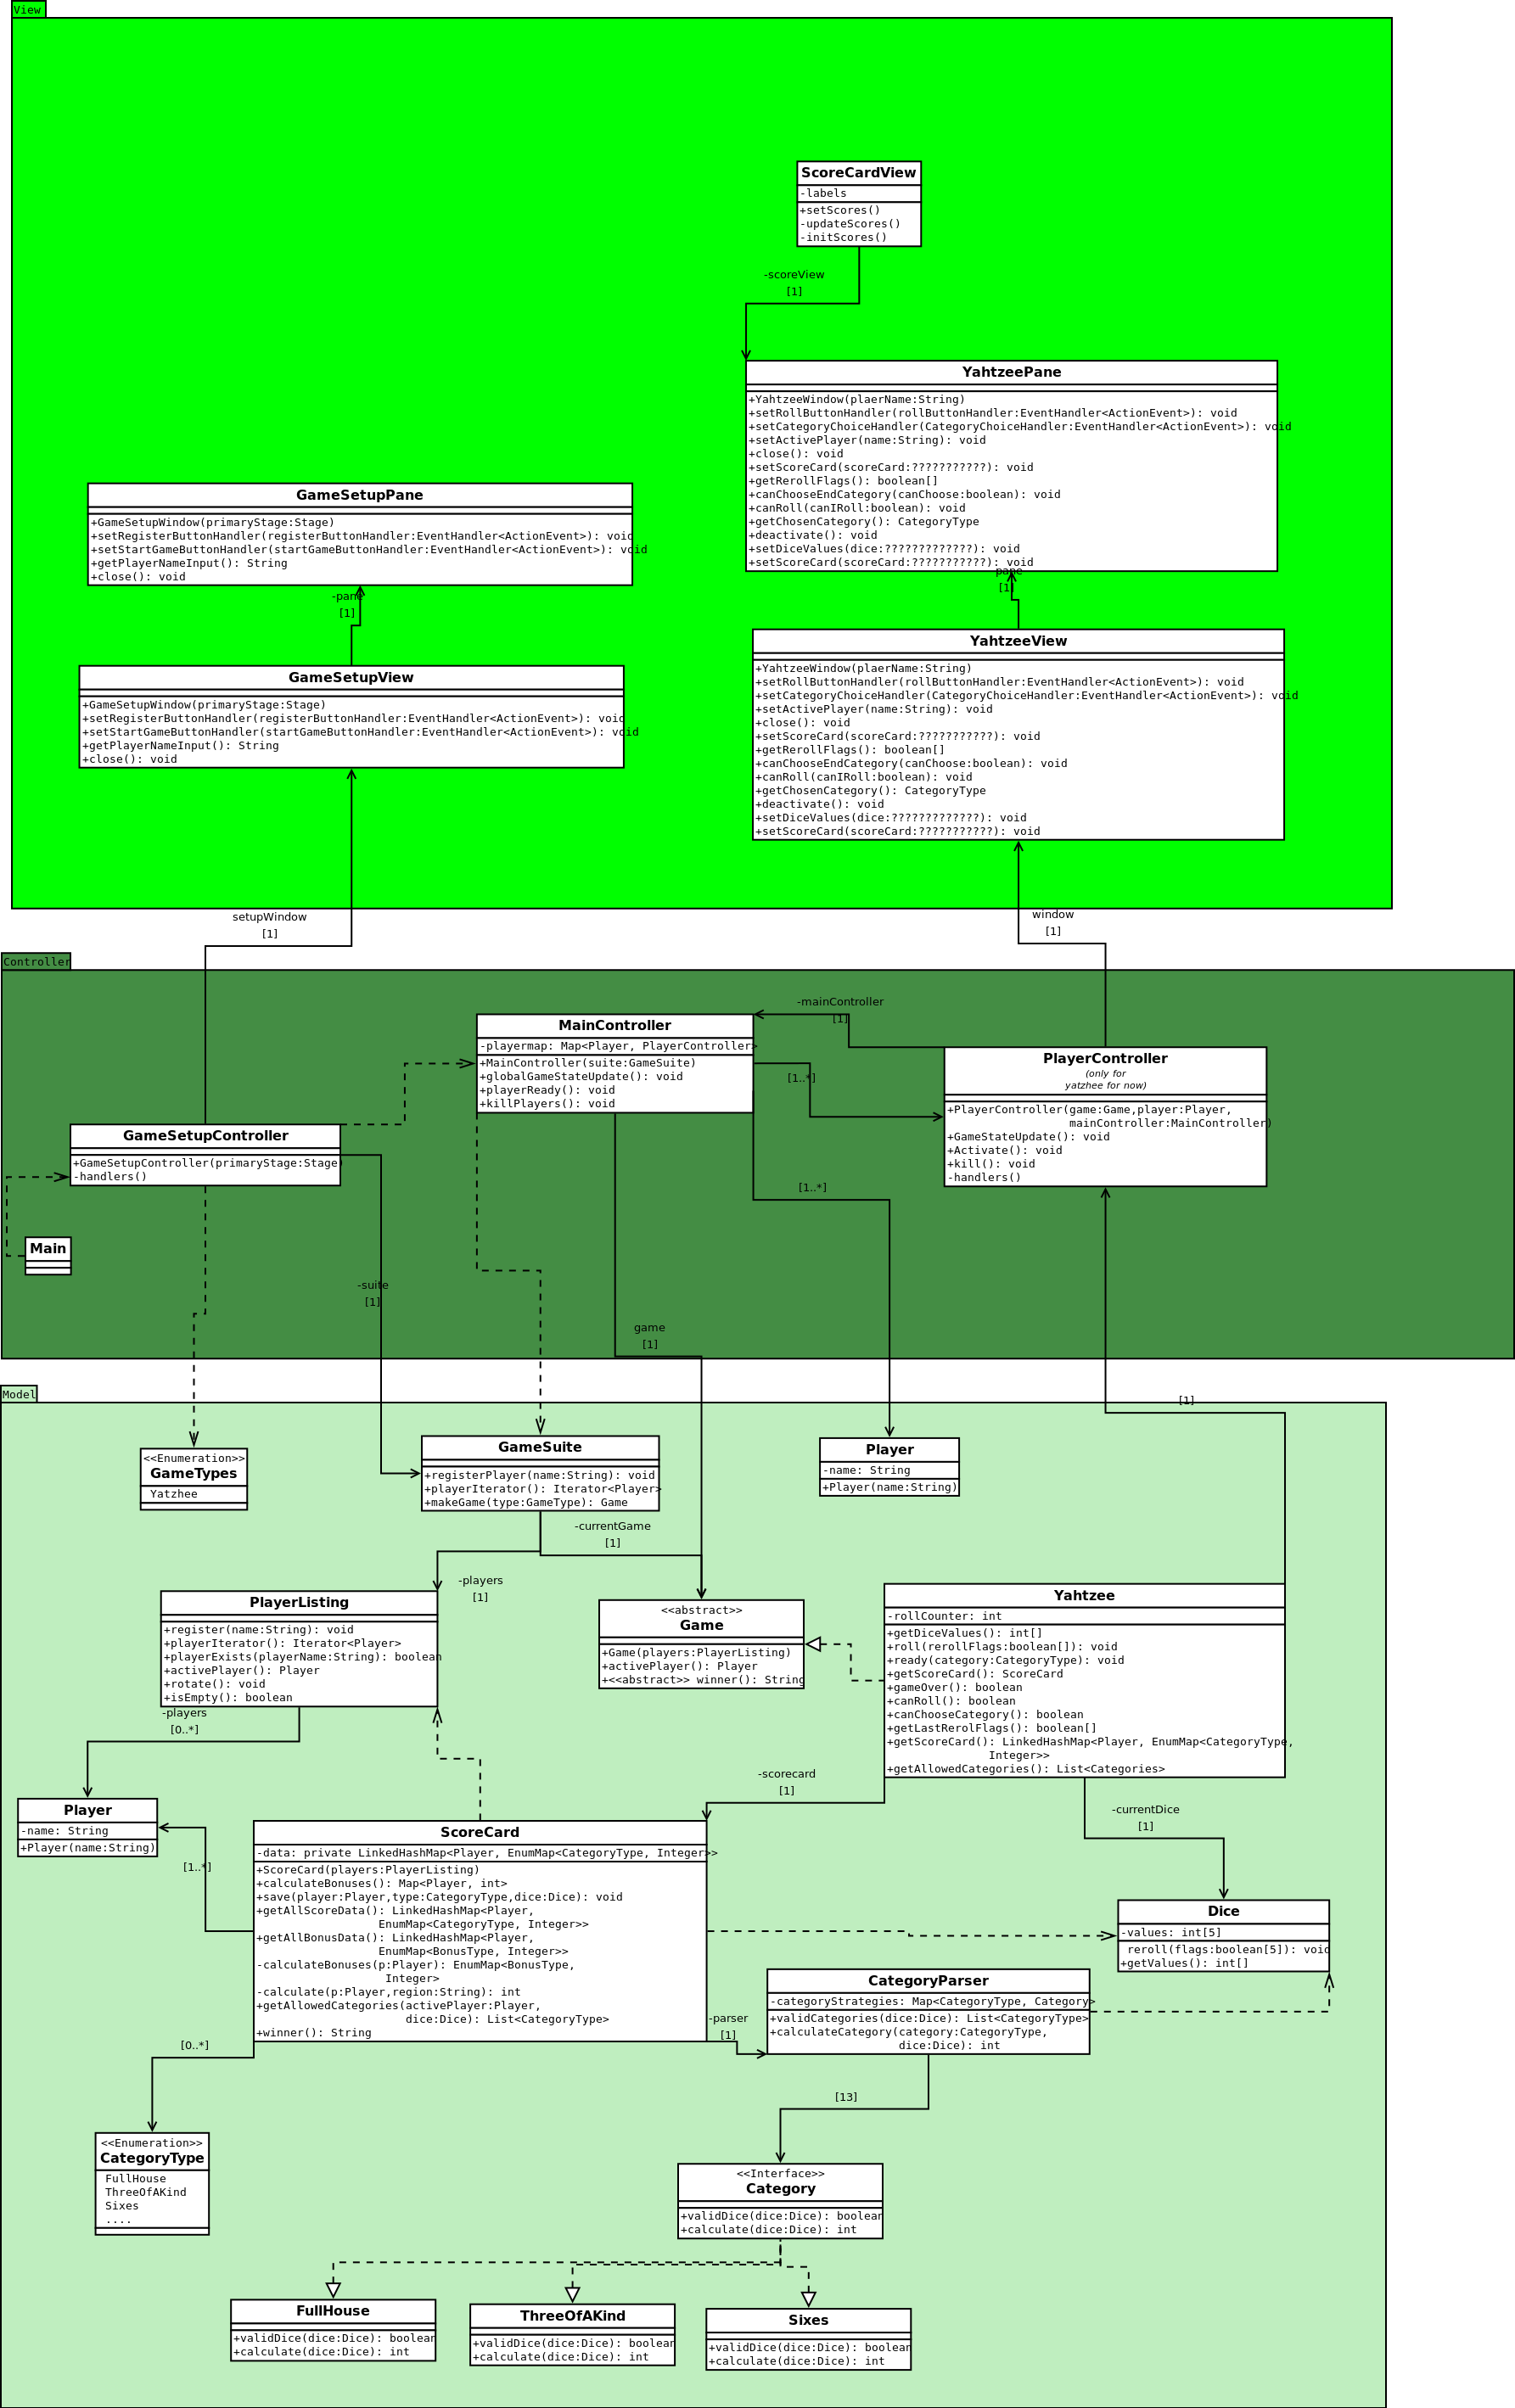 View
ScoreCardView
-labels
+setScores()
-updateScores()
-initScores()
-scoreView
[1]
YahtzeePane
+YahtzeeWindow(plaerName:String)
+setRollButtonHandler(rollButtonHandler:EventHandler<ActionEvent>): void
+setCategoryChoiceHandler(CategoryChoiceHandler:EventHandler<ActionEvent>): void
+setActivePlayer(name:String): void
+close(): void
+setScoreCard(scoreCard:???????????): void
+getRerollFlags(): boolean[]
+canChooseEndCategory(canChoose:boolean): void
+canRoll(canIRoll:boolean): void
+getChosenCategory(): CategoryType
+deactivate(): void
+setDiceValues(dice:?????????????): void
+setScoreCard(scoreCard:???????????): void
pane
[1]
GameSetupPane
+GameSetupWindow(primaryStage:Stage)
+setRegisterButtonHandler(registerButtonHandler:EventHandler<ActionEvent>): void
+setStartGameButtonHandler(startGameButtonHandler:EventHandler<ActionEvent>): void
+getPlayerNameInput(): String
+close(): void
-pane
[1]
YahtzeeView
+YahtzeeWindow(plaerName:String)
+setRollButtonHandler(rollButtonHandler:EventHandler<ActionEvent>): void
+setCategoryChoiceHandler(CategoryChoiceHandler:EventHandler<ActionEvent>): void
+setActivePlayer(name:String): void
+close(): void
+setScoreCard(scoreCard:???????????): void
+getRerollFlags(): boolean[]
+canChooseEndCategory(canChoose:boolean): void
+canRoll(canIRoll:boolean): void
+getChosenCategory(): CategoryType
+deactivate(): void
+setDiceValues(dice:?????????????): void
+setScoreCard(scoreCard:???????????): void
GameSetupView
+GameSetupWindow(primaryStage:Stage)
+setRegisterButtonHandler(registerButtonHandler:EventHandler<ActionEvent>): void
+setStartGameButtonHandler(startGameButtonHandler:EventHandler<ActionEvent>): void
+getPlayerNameInput(): String
+close(): void
setupWindow
[1]
window
[1]
Controller
MainController
-playermap: Map<Player, PlayerController>
+MainController(suite:GameSuite)
+globalGameStateUpdate(): void
+playerReady(): void
+killPlayers(): void
-mainController
[1]
[1..*]
PlayerController
(only for
yatzhee for now)
+PlayerController(game:Game,player:Player,
mainController:MainController)
+GameStateUpdate(): void
+Activate(): void
+kill(): void
-handlers()
GameSetupController
+GameSetupController(primaryStage:Stage)
-handlers()
[1..*]
Main
-suite
[1]
game
[1]
Model
[1]
<<Enumeration>>
GameTypes
Yatzhee
GameSuite
+registerPlayer(name:String): void
+playerIterator(): Iterator<Player>
+makeGame(type:GameType): Game
Player
-name: String
+Player(name:String)
-currentGame
[1]
-players
[1]
PlayerListing
+register(name:String): void
+playerIterator(): Iterator<Player>
+playerExists(playerName:String): boolean
+activePlayer(): Player
+rotate(): void
+isEmpty(): boolean
<<abstract>>
Game
+Game(players:PlayerListing)
+activePlayer(): Player
+<<abstract>> winner(): String
Yahtzee
-rollCounter: int
+getDiceValues(): int[]
+roll(rerollFlags:boolean[]): void
+ready(category:CategoryType): void
+getScoreCard(): ScoreCard
+gameOver(): boolean
+canRoll(): boolean
+canChooseCategory(): boolean
+getLastRerolFlags(): boolean[]
+getScoreCard(): LinkedHashMap<Player, EnumMap<CategoryType,
Integer>>
+getAllowedCategories(): List<Categories>
-players
[0..*]
-scorecard
[1]
-currentDice
[1]
Player
-name: String
+Player(name:String)
[1..*]
ScoreCard
-data: private LinkedHashMap<Player, EnumMap<CategoryType, Integer>>
+ScoreCard(players:PlayerListing)
+calculateBonuses(): Map<Player, int>
+save(player:Player,type:CategoryType,dice:Dice): void
+getAllScoreData(): LinkedHashMap<Player,
EnumMap<CategoryType, Integer>>
+getAllBonusData(): LinkedHashMap<Player,
EnumMap<BonusType, Integer>>
-calculateBonuses(p:Player): EnumMap<BonusType,
Integer>
-calculate(p:Player,region:String): int
+getAllowedCategories(activePlayer:Player,
dice:Dice): List<CategoryType>
+winner(): String
Dice
-values: int[5]
reroll(flags:boolean[5]): void
+getValues(): int[]
CategoryParser
-categoryStrategies: Map<CategoryType, Category>
+validCategories(dice:Dice): List<CategoryType>
+calculateCategory(category:CategoryType,
dice:Dice): int
-parser
[1]
[0..*]
[13]
<<Enumeration>>
CategoryType
FullHouse
ThreeOfAKind
Sixes
....
<<Interface>>
Category
+validDice(dice:Dice): boolean
+calculate(dice:Dice): int
FullHouse
+validDice(dice:Dice): boolean
+calculate(dice:Dice): int
ThreeOfAKind
+validDice(dice:Dice): boolean
+calculate(dice:Dice): int
Sixes
+validDice(dice:Dice): boolean
+calculate(dice:Dice): int